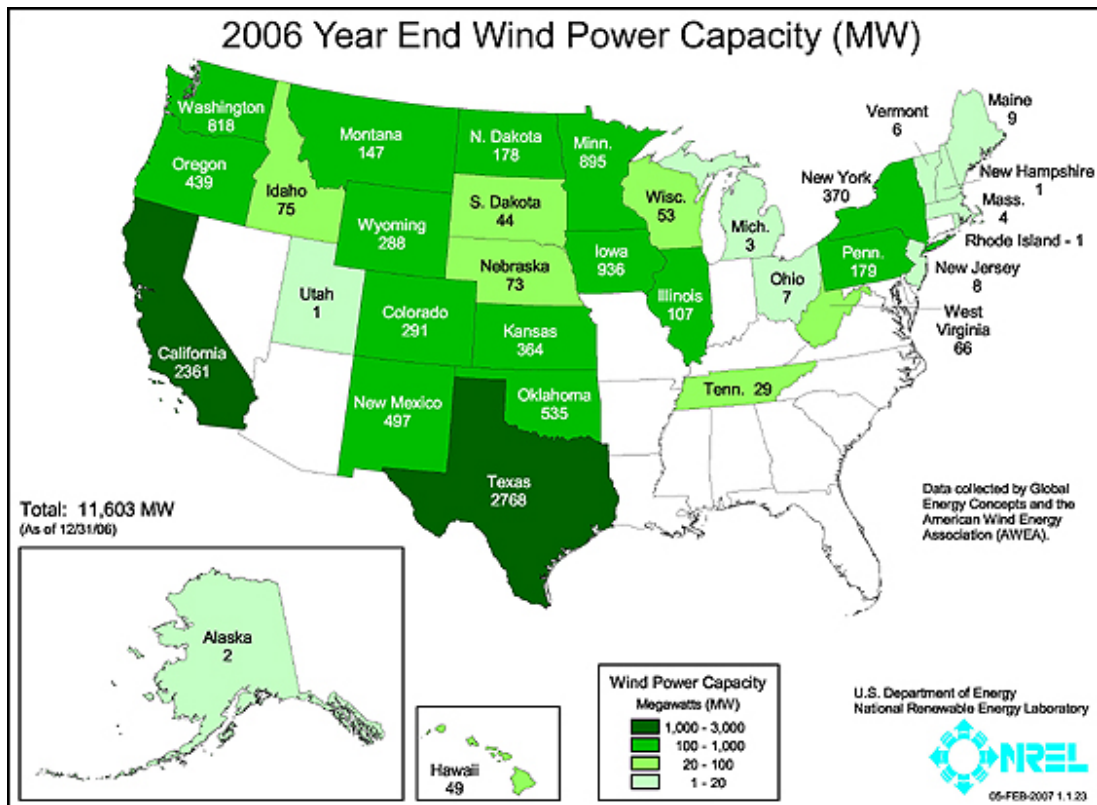 2006 Year End Wind Power Capacity (MW)
Washington
818
Oregon
439
California
2361
Idaho
75
Montana
147
Wyoming
288
Utah
1
Colorado
291
New Mexico
497
N. Dakota
178
S. Dakota
44
Nebraska
73
Kansas
364
Oklahoma
535
Texas
2768
Minn.
895
Iowa
936
Wisc.
53
Illinois
107
Mich.
3
Ohio
7
Tenn. 29
Penn.
179
New York
370
Vermont
6
Maine
9
New Hampshire
1
Mass.
4
Rhode Island - 1
New Jersey
8
West
Virginia
66
Total: 11,603 MW
(As of 12/31/06)
Data collected by Global
Energy Concepts and the
American Wind Energy
Association (AWEA).
Alaska
2
Hawaii
49
Wind Power Capacity
Megawatts (MW)
1,000 - 3,000
100 - 1,000
20 - 100
1 - 20
U.S. Department of Energy
National Renewable Energy Laboratory
NREL
05-FEB-2007 1.1.23